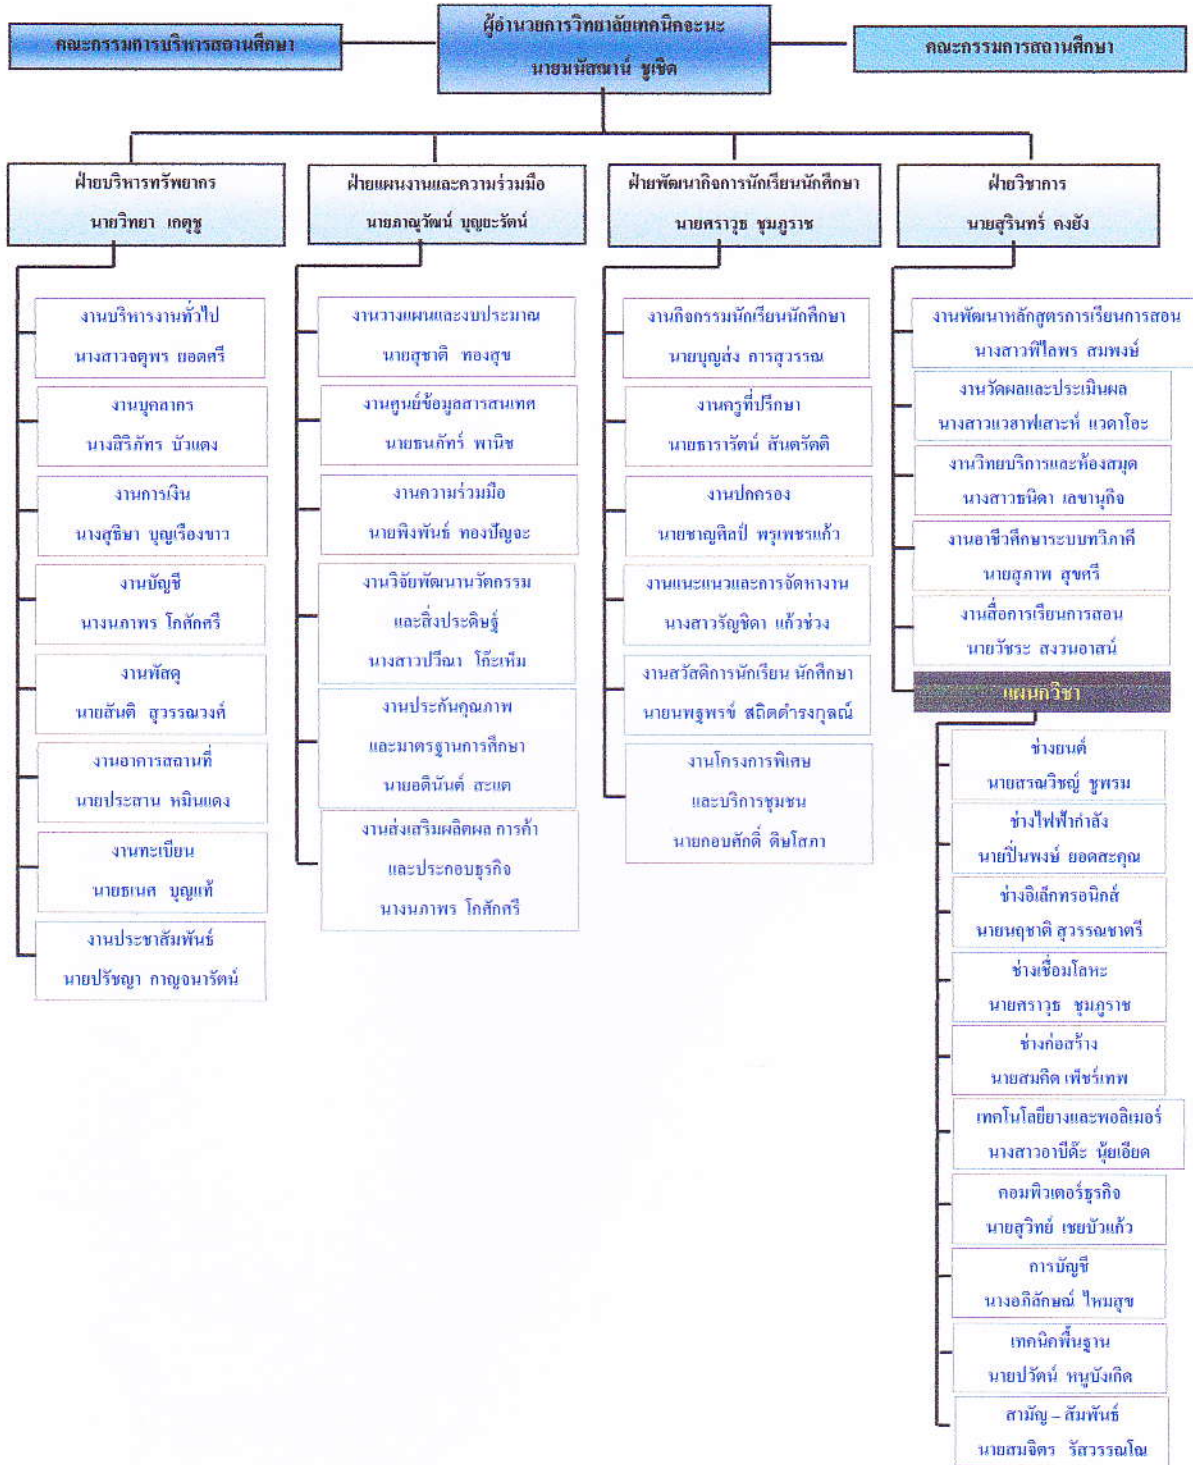 คณะกรรมการบริหารสถานศึกษา
ผู้อำนวยการวิทยาลัยเทคนิคจะนะ
นายมนัสณาน์ ชูเชิด
คณะกรรมการสถานศึกษา
ฝ่ายบริหารทรัพยากร
นายวิทยา เกตุชู
ฝ่ายแผนงานและความร่วมมือ
นายภาณุวัฒน์ บุญยะรัตน์
ฝ่ายพัฒนากิจการนักเรียนนักศึกษา
นายศราวุธ ชุมภูราช
ฝ่ายวิชาการ
นายสุรินทร์ คงยัง
งานบริหารงานทั่วไป
นางสาวจตุพร ยอดศรี
งานบุคลากร
นางสิริภัทร บัวแดง
งานการเงิน
นางสุธิษา บุญเรืองขาว
งานบัญชี
นางนภาพร โกศักศรี
งานพัสดุ
นายสันติ สุวรรณวงศ์
งานอาคารสถานที่
นายประสาน หมินแดง
งานทะเบียน
นายธเนศ บุญแท้
งานประชาสัมพันธ์
นายปรัชญา กาญจนารัตน์
งานวางแผนและงบประมาณ
นายสุชาติ ทองสุข
งานศูนย์ข้อมูลสารสนเทศ
นายธนภัทร์ พานิช
งานความร่วมมือ
นายพิงพันธ์ ทองปัญจะ
งานวิจัยพัฒนานวัตกรรม
และสิ่งประดิษฐ์
นางสาวปวีณา โก๊ะเห็ม
งานประกันคุณภาพ
และมาตรฐานการศึกษา
นายอดินันต์ สะแต
งานส่งเสริมผลิตผล การค้า
และประกอบธุรกิจ
นางนภาพร โกศักศรี
งานกิจกรรมนักเรียนนักศึกษา
นายบุญส่ง การสุวรรณ
งานครูที่ปรึกษา
นายธารารัตน์ สันตรัตติ
งานปกครอง
นายชาญศิลป์ พรุเพชรแก้ว
งานแนะแนวและการจัดหางาน
นางสาวรัญชิดา แก้วช่วง
งานสวัสดิการนักเรียน นักศึกษา
นายนพฐพรข์ สถิตดำรงกุลณ์
งานโครงการพิเศษ
และบริการชุมชน
นายกอบศักดิ์ ดิษโสภา
งานพัฒนาหลักสูตรการเรียนการสอน
นางสาวพิไลพร สมพงษ์
งานวัดผลและประเมินผล
นางสาวแวฮาฟเสาะห์ แวดาโอะ
งานวิทยบริการและห้องสมุด
นางสาวธนิดา เลขานุกิจ
งานอาชีวศึกษาระบบทวิภาคี
นายสุภาพ สุขศรี
งานสื่อการเรียนการสอน
นายวัชระ สงวนอาสน์
แผนกวิชา
ช่างยนต์
นายสรณวิชญ์ ชูพรม
ช่างไฟฟ้ากำลัง
นายปิ่นพงษ์ ยอดสะคุณ
ช่างอิเล็กทรอนิกส์
นายนฤชาติ สุวรรณชาตรี
ช่างเชื่อมโลหะ
นายศราวุธ ชุมภูราช
ช่างก่อสร้าง
นายสมคิด เพ็ชร์เทพ
เทคโนโลยียางและพอลิเมอร์
นางสาวอาบีด๊ะ นุ้ยเอียด
คอมพิวเตอร์ธุรกิจ
นายสุวิทย์ เชยบัวแก้ว
การบัญชี
นางอภิลักษณ์ ไหมสุข
เทคนิคพื้นฐาน
นายปวัตน์ หนูบังเกิด
สามัญ – สัมพันธ์
นายสมจิตร รัสวรรณโณ